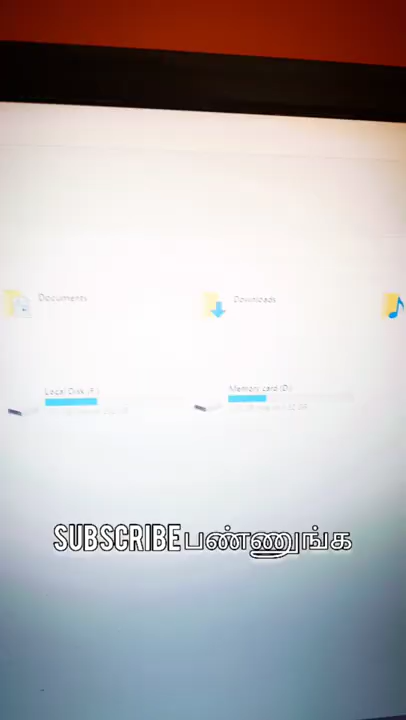 Documents
Downloads
Local Disk (F:)
Memory card (D:)
SUBSCRIBE பண்ணுங்க